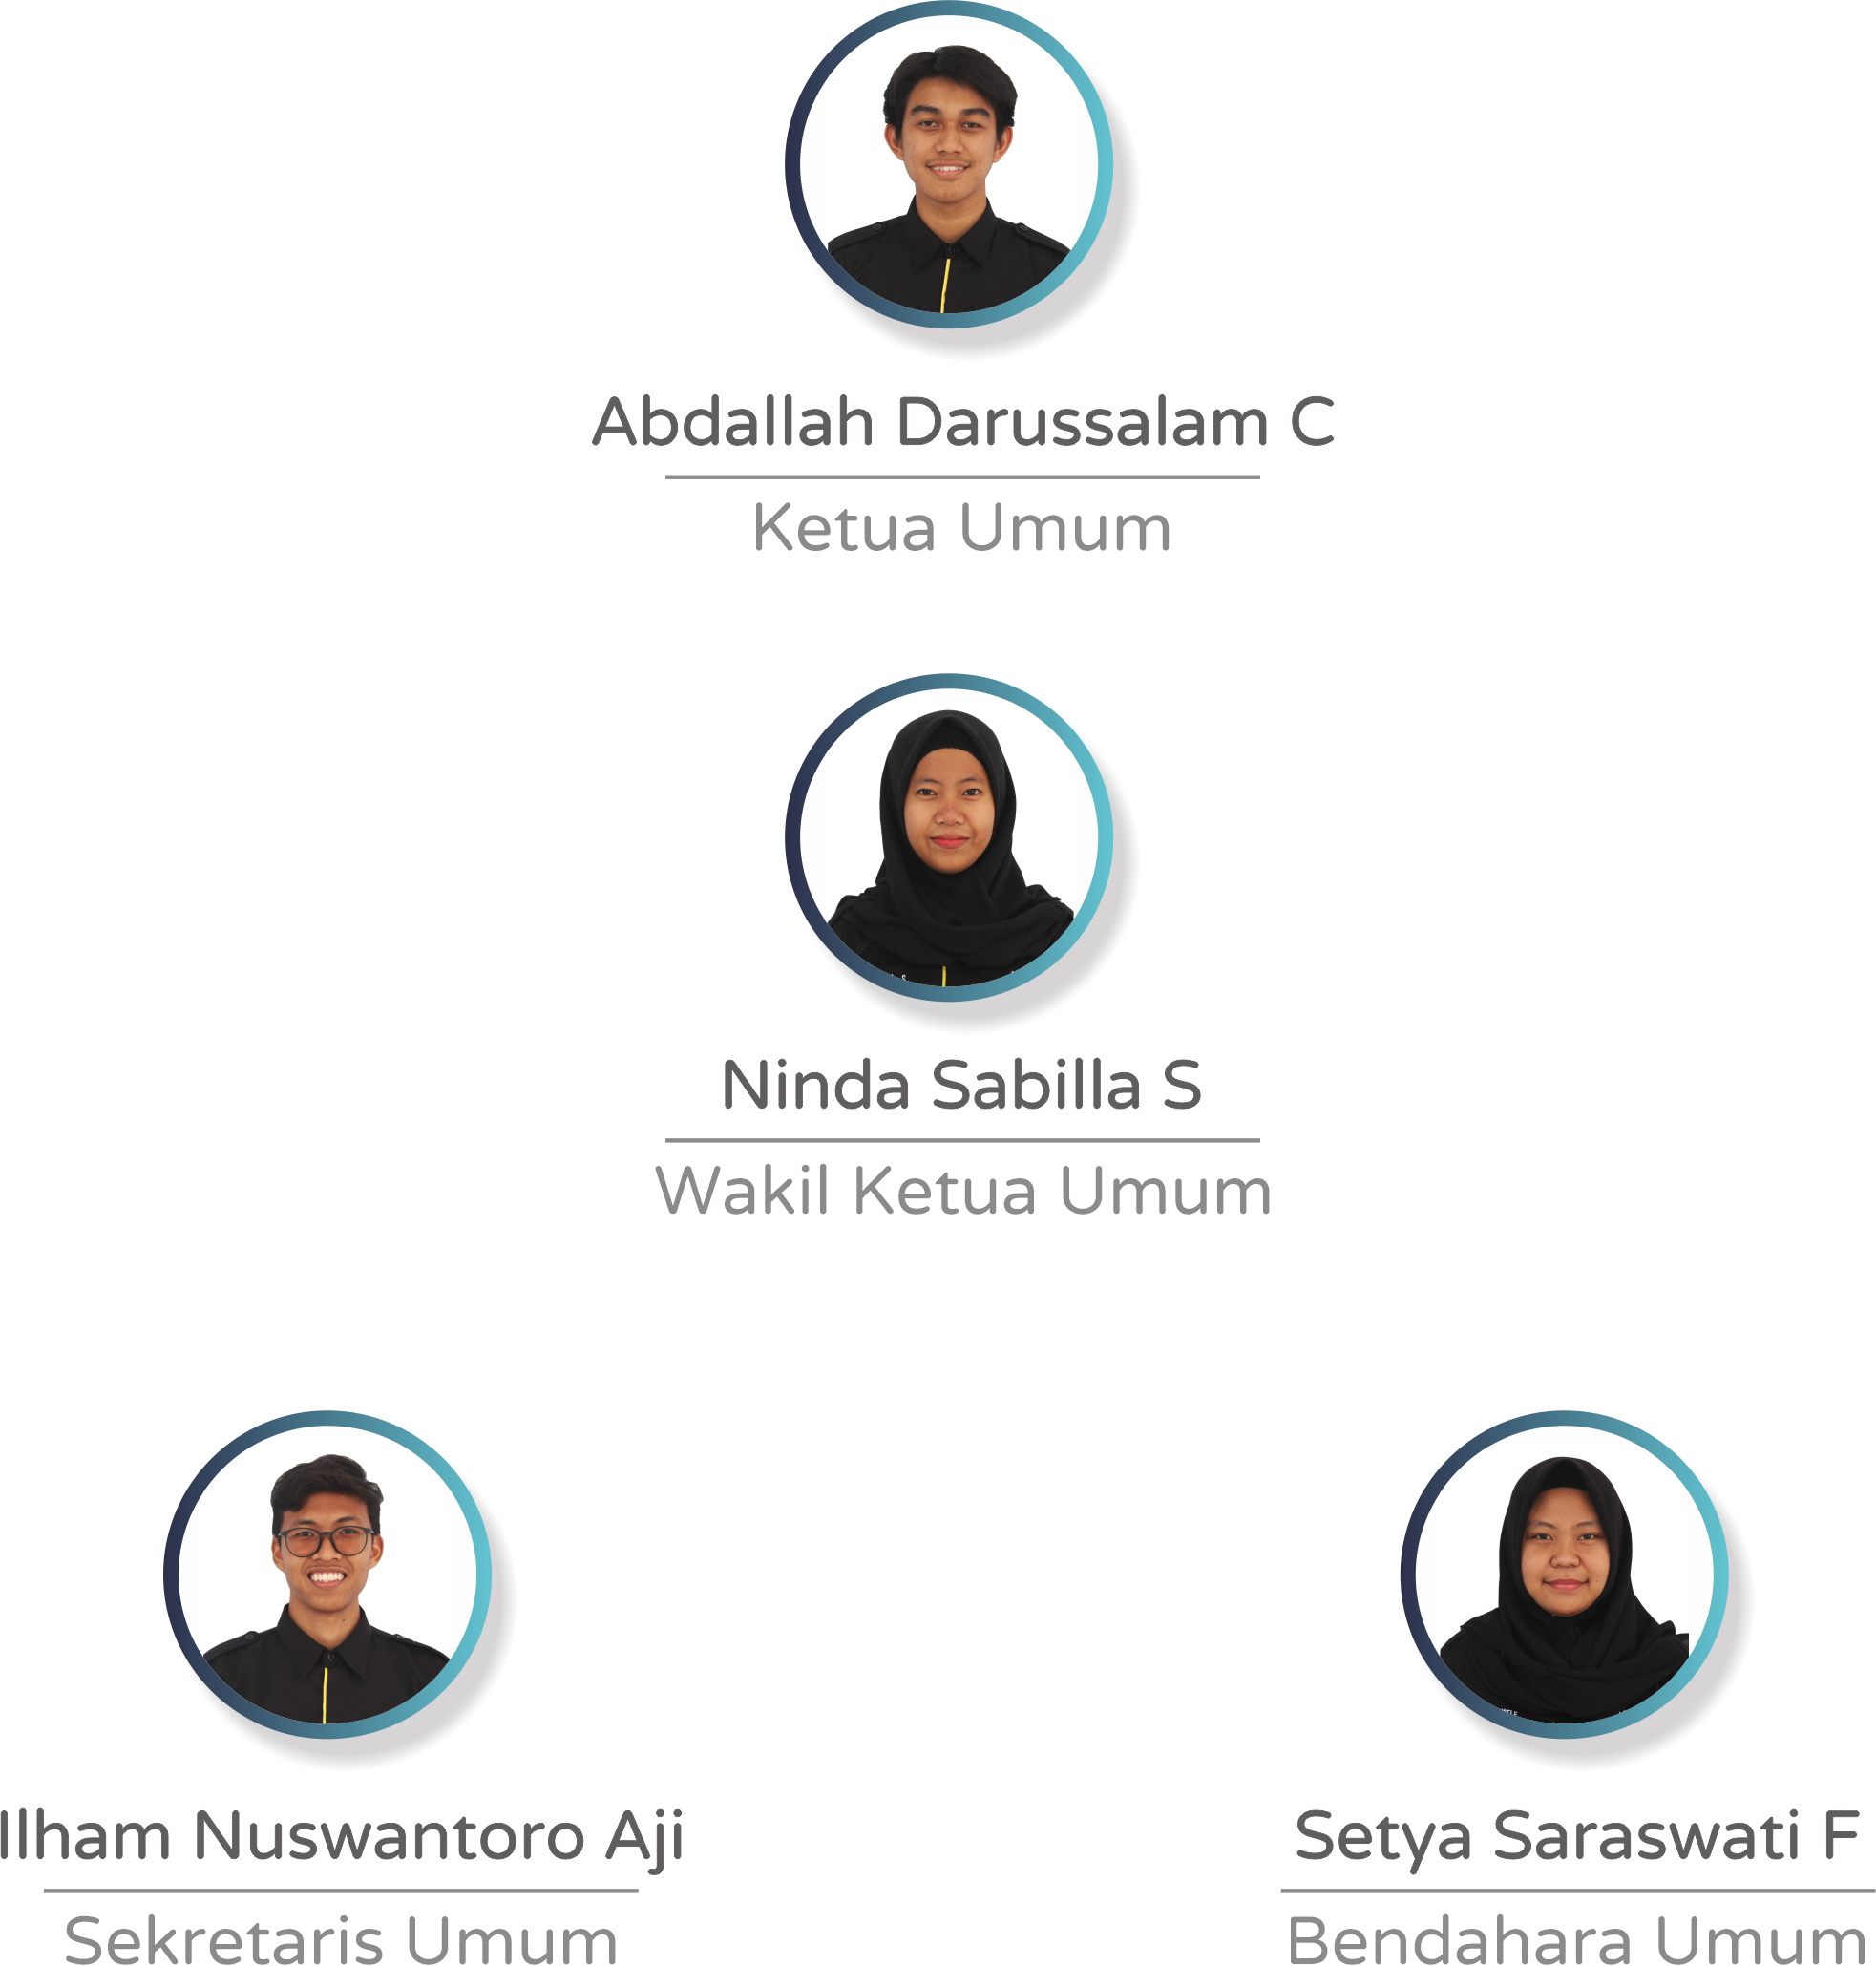 Abdallah Darussalam C
Ketua Umum
Ninda Sabilla S
Wakil Ketua Umum
Ilham Nuswantoro Aji
Sekretaris Umum
Setya Saraswati F
Bendahara Umum